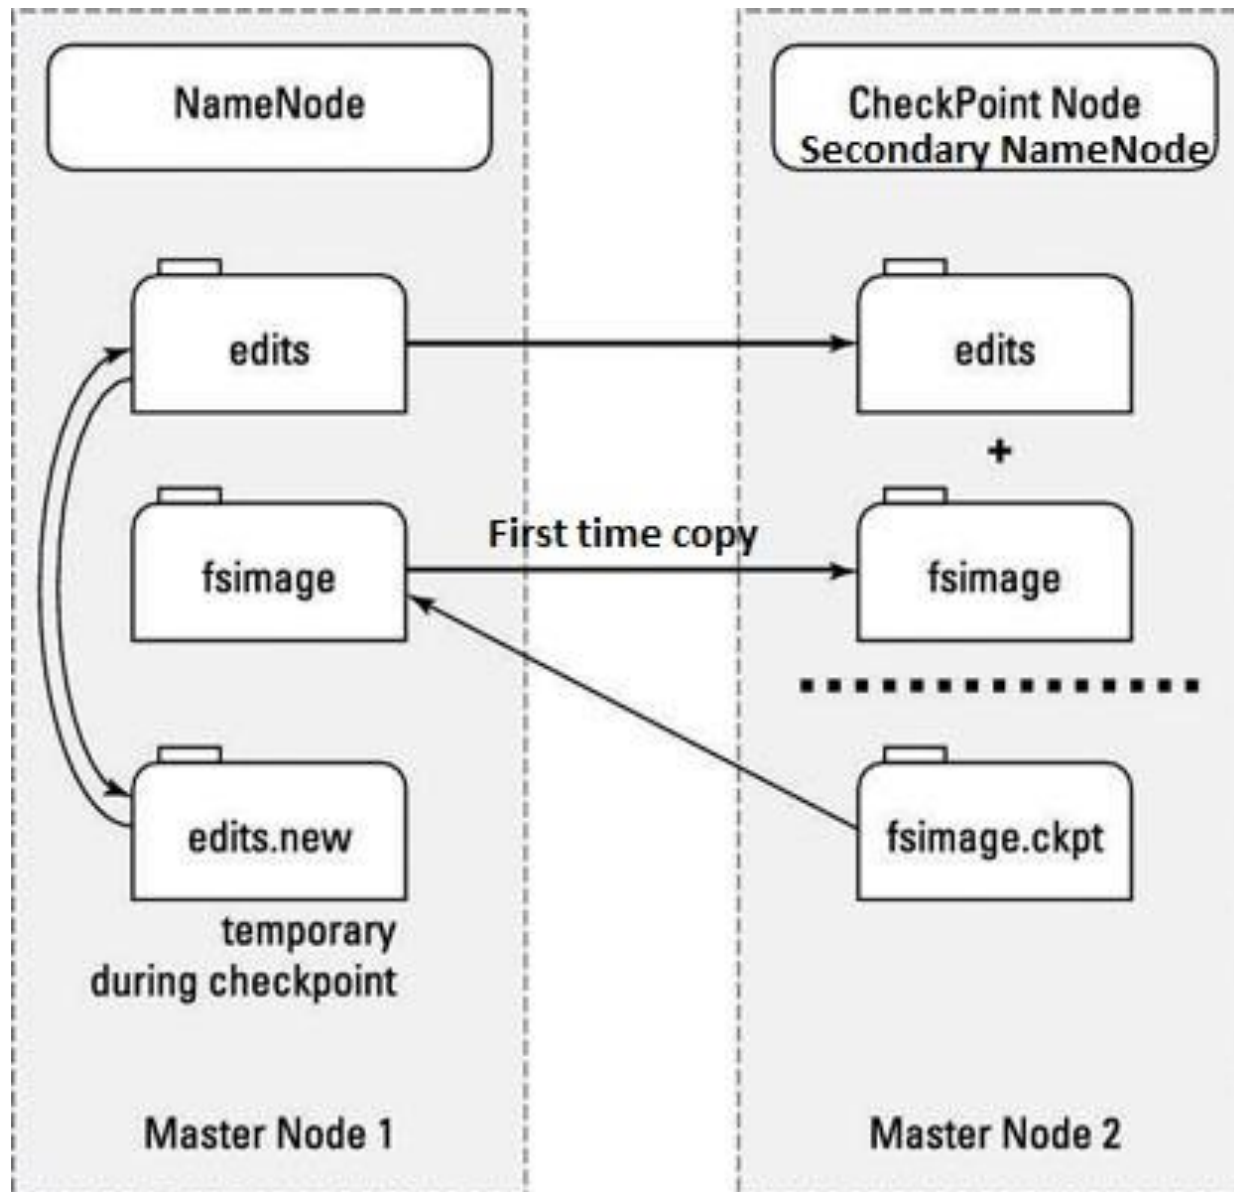 NameNode
CheckPoint Node
Secondary NameNode
edits
edits
+
First time copy
fsimage
fsimage
edits.new
fsimage.ckpt
temporary
during checkpoint
Master Node 1
Master Node 2